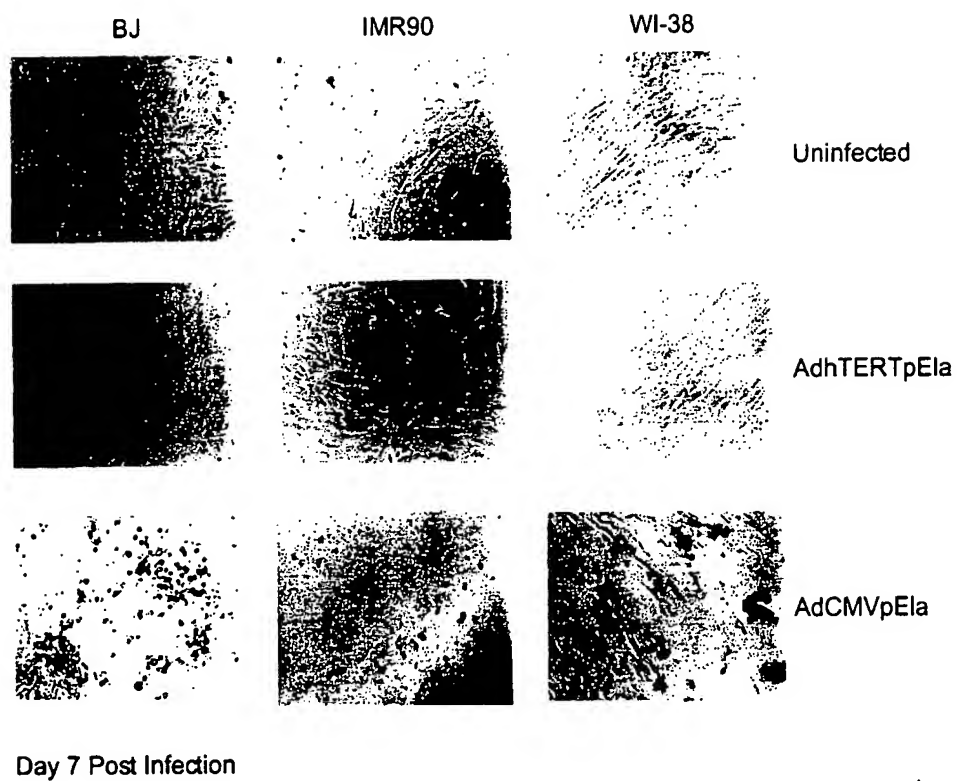 BJ IMR90 WI-38
Uninfected
AdhTERTpEla
AdCMVpEla
Day 7 Post Infection